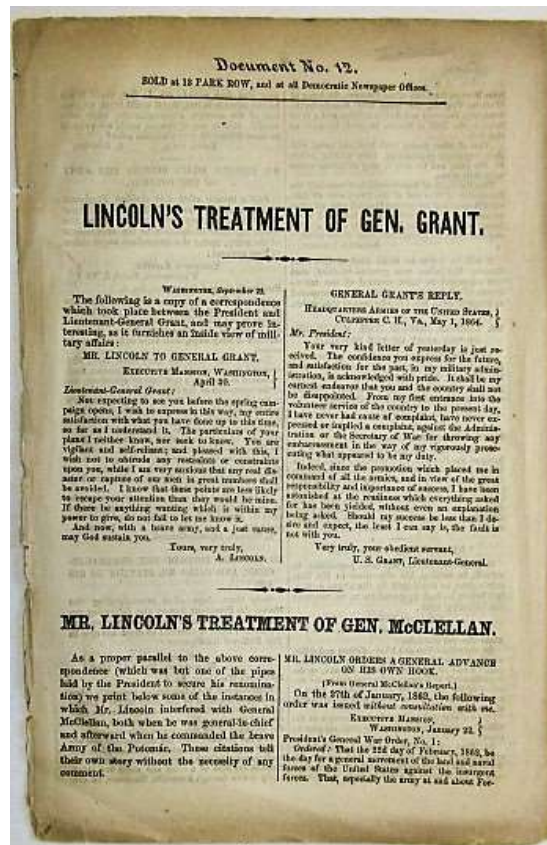 Document No. 12.
SOLD at 13 PARK ROW, and at all Democratic Newspaper Offices.
LINCOLN'S TREATMENT OF GEN. GRANT.
WASHINGTON, September
The following is a copy of a correspondence
which took place between the President and
Lieutenant-General Grant, and may prove in-
teresting, as it furnishes an inside view of mili-
tary affairs:
MR. LINCOLN TO GENERAL GRANT.
EXECUTIVE MANSION, WASHINGTON, }
April 30. }
Lieutenant-General Grant:
Not expecting to see you before the spring cam-
paign opens, I wish to express in this way, my entire
satisfaction with what you have done up to this time,
so far as I understand it. The particulars of your
plans I neither know, nor seek to know. You are
vigilant and self-reliant; and pleased with this, I
wish not to obtrude any restraints or constraints
upon you, while I am very anxious that any real dis-
aster or capture of our men in great numbers shall
be avoided. I know that these points are less likely
to escape your attention than they would be mine.
If there be anything wanting which is within my
power to give, do not fail to let me know it.
And now, with a brave army, and a just cause,
may God sustain you.
Yours, very truly,
A. LINCOLN.
GENERAL GRANT'S REPLY.
HEADQUARTERS ARMIES OF THE UNITED STATES, }
CULPEPPER C. H., VA., May 1, 1864. }
Mr. President:
Your very kind letter of yesterday is just re-
ceived. The confidence you express for the future,
and satisfaction for the past, in my military admin-
istration, is acknowledged with pride. It shall be my
earnest endeavor that you and the country shall not
be disappointed. From my first entrance into the
volunteer service of the country to the present day,
I have never had cause of complaint, have never ex-
pressed or implied a complaint, against the Adminis-
tration or the Secretary of War for throwing any
embarrassment in the way of my vigorously prose-
cuting what appeared to be my duty.
Indeed, since the promotion which placed me in
command of all the armies, and in view of the great
responsibility and importance of success, I have been
astonished at the readiness which everything asked
for has been yielded, without even an explanation
being asked. Should my success be less than I de-
sire and expect, the least I can say is, the fault is
not with you.
Very truly, your obedient servant,
U. S. GRANT, Lieutenant-General.
MR. LINCOLN'S TREATMENT OF GEN. McCLELLAN.
As a proper parallel to the above corre-
spondence (which was but one of the pipes
laid by the President to secure his renomina-
tion) we print below some of the instances in
which Mr. Lincoln interfered with General
McClellan, both when he was general-in-chief
and afterward when he commanded the brave
Army of the Potomac. These citations tell
their own story without the necessity of any
comment.
MR. LINCOLN ORDERS A GENERAL ADVANCE
ON HIS OWN HOOK.
[From General McClellan's Report.]
On the 27th of January, 1862, the following
order was issued without consultation with me.
EXECUTIVE MANSION, }
WASHINGTON, January }
President's General War Order, No. 1:
Ordered: That the 22d day of February, 1862, be
the day for a general movement of the land and naval
forces of the United States against the insurgent
forces. That, especially the army at and about For-